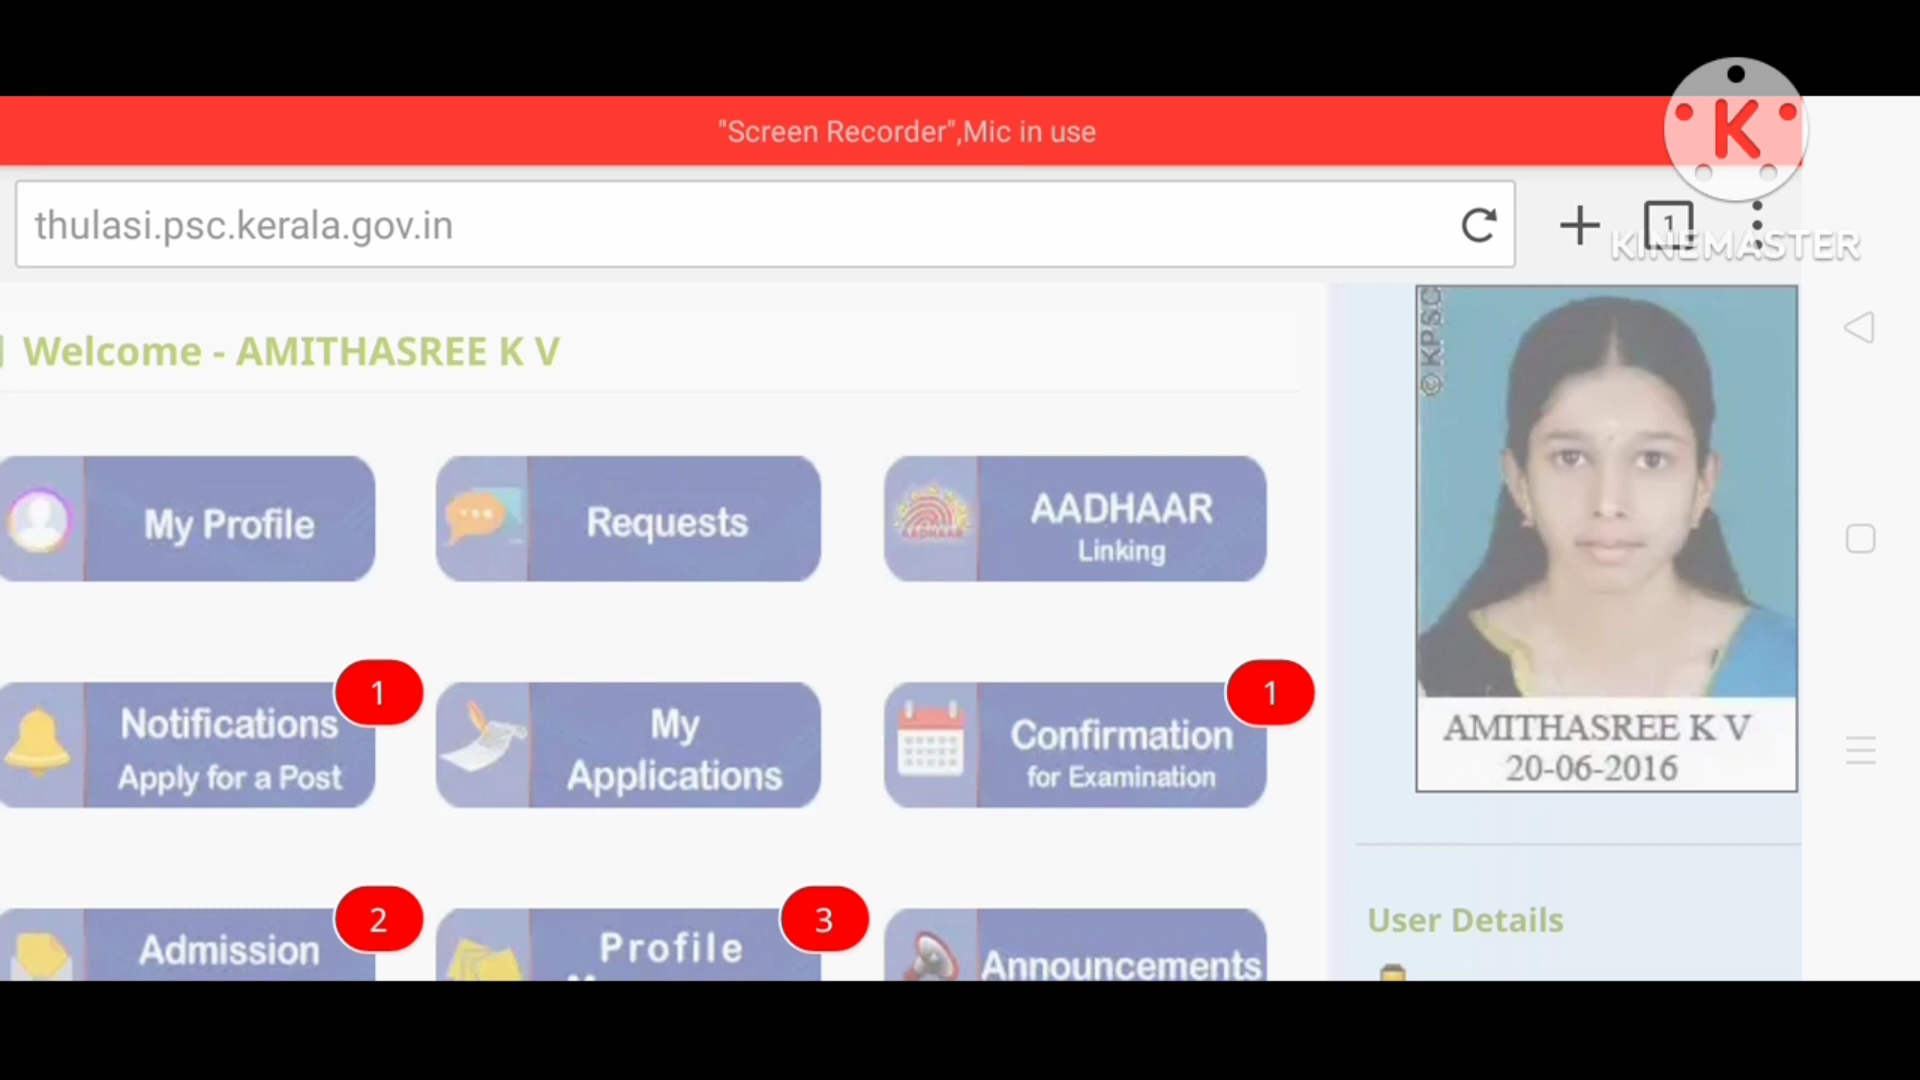 "Screen Recorder",Mic in use
K
thulasi.psc.kerala.gov.in
1
KINEMASTER
Welcome - AMITHASREE K V
© KPSC
My Profile
Requests
AADHAAR
AADHAAR
Linking
Notifications
Apply for a Post
1
My
Applications
Confirmation
for Examination
1
AMITHASREE K V
20-06-2016
Admission
2
Profile
3
Announcements
User Details